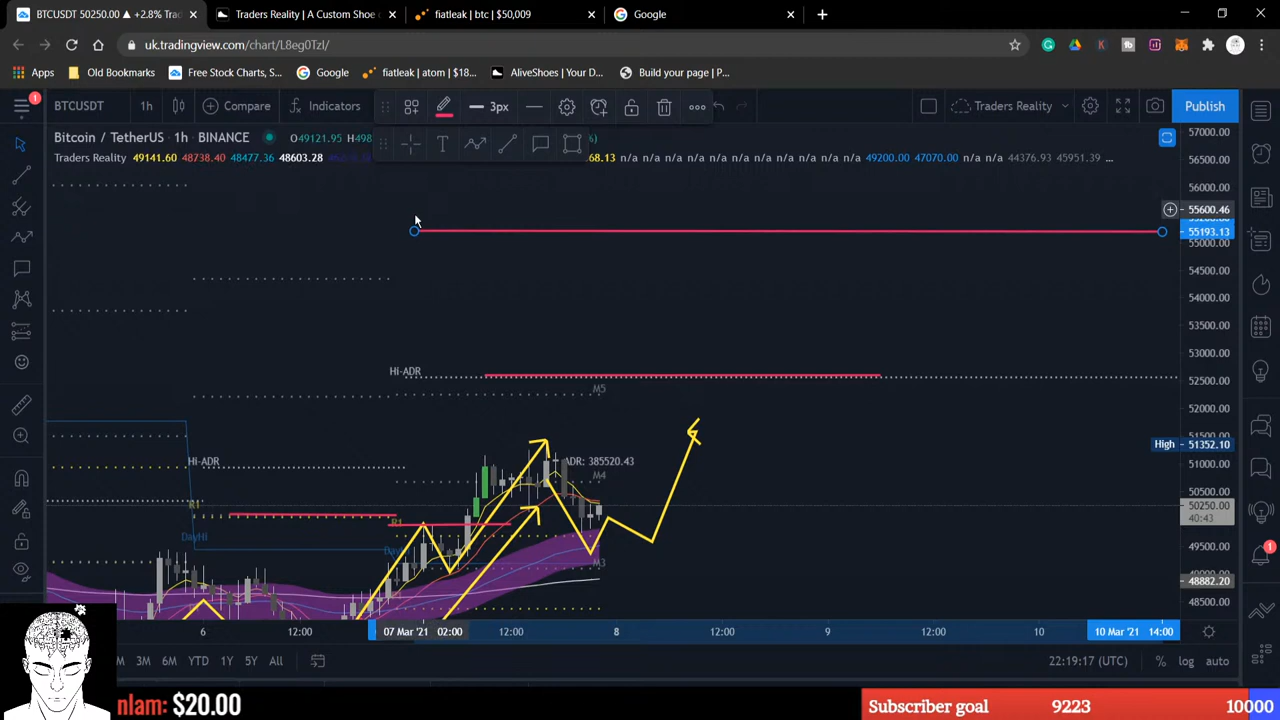 BTCUSDT 50250.00 ▲ +2.8% Tra
Traders Reality | A Custom Shoe
fiatleak | btc | $50,009
Google
uk.tradingview.com/chart/L8eg0TzI/
Apps
Old Bookmarks
Free Stock Charts, S...
Google
fiatleak | atom | $18...
AliveShoes | Your D...
Build your page | P...
1
BTCUSDT
1h
Compare
Indicators
3px
Traders Reality
Publish
Bitcoin / TetherUS · 1h · BINANCE
O49121.95 H498
Traders Reality 49141.60 48738.40 48477.36 48603.28
68.13 n/a n/a n/a n/a n/a n/a n/a n/a n/a n/a n/a n/a 49200.00 47070.00 n/a n/a 44376.93 45951.39 ...
57000.00
56500.00
56000.00
55600.46
55193.13
55000.00
54500.00
54000.00
53500.00
53000.00
Hi-ADR
52500.00
M5
52000.00
High 51352.10
Hi-ADR
ADR: 385520.43
51000.00
M4
50500.00
R1
50250.00
40:43
R1
DayHi
49500.00
M3
48882.20
48500.00
6
12:00
07 Mar '21 02:00
12:00
8
12:00
9
12:00
10
10 Mar '21 14:00
M
3M
6M
YTD
1Y
5Y
All
22:19:17 (UTC)
%
log
auto
1
nlam: $20.00
Subscriber goal
9223
10000